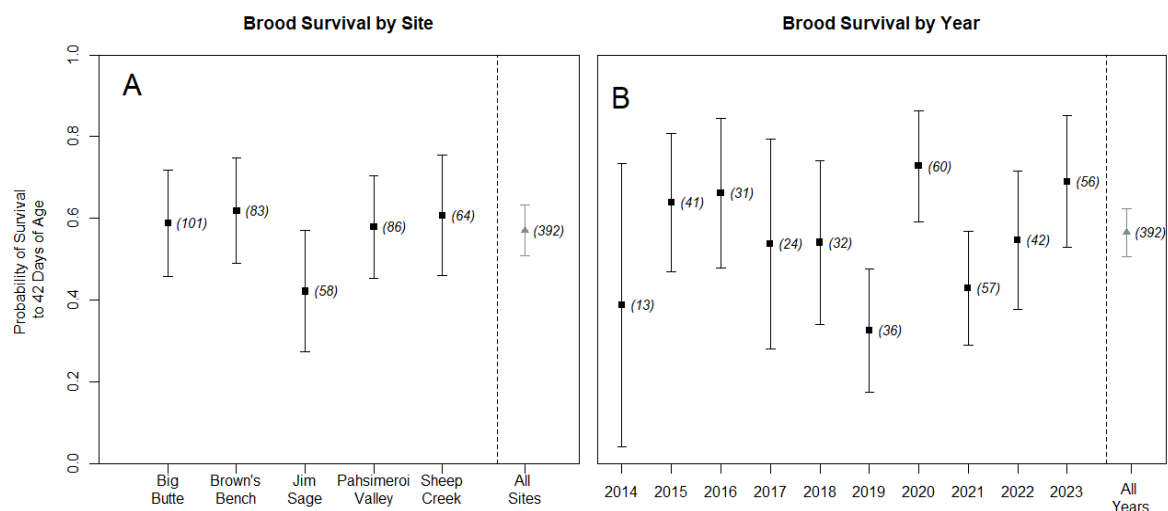 Brood Survival by Site
Brood Survival by Year
Probability of Survival
to 42 Days of Age
1.0
0.8
0.6
0.4
0.2
0.0
A
(101)
(83)
(58)
(86)
(64)
(392)
Big
Butte
Brown's
Bench
Jim
Sage
Pahsimeroi
Valley
Sheep
Creek
All
Sites
B
(13)
(41)
(31)
(24)
(32)
(36)
(60)
(57)
(42)
(56)
(392)
2014
2015
2016
2017
2018
2019
2020
2021
2022
2023
All
Years